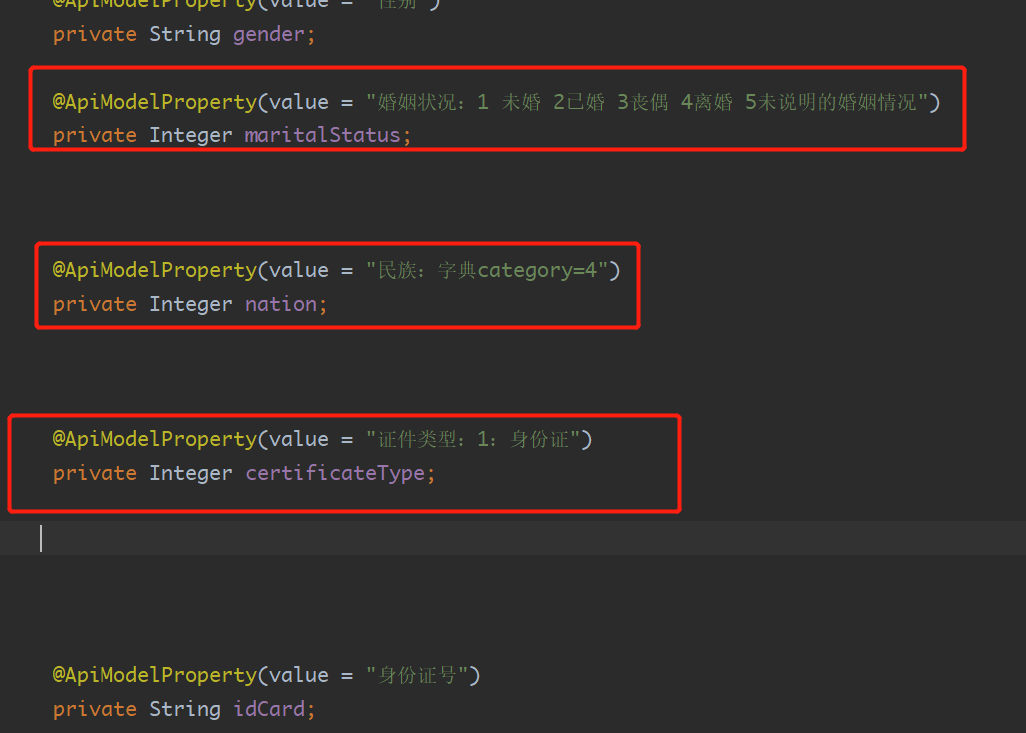 @ApiModelProperty(value = "性别")
private String gender;
@ApiModelProperty(value = "婚姻状况：1 未婚 2已婚 3丧偶 4离婚 5未说明的婚姻情况")
private Integer maritalStatus;
@ApiModelProperty(value = "民族：字典category=4")
private Integer nation;
@ApiModelProperty(value = "证件类型：1：身份证")
private Integer certificateType;
@ApiModelProperty(value = "身份证号")
private String idCard;